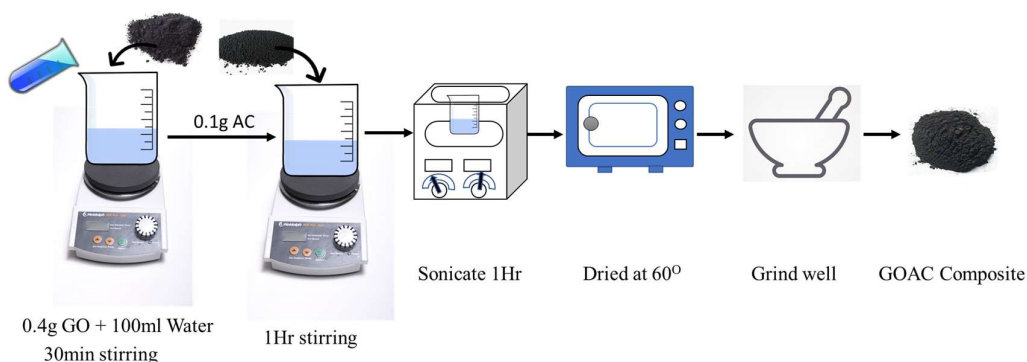 0.1g AC
Sonicate 1Hr
Dried at 60ᴼ
Grind well
GOAC Composite
0.4g GO + 100ml Water
30min stirring
1Hr stirring